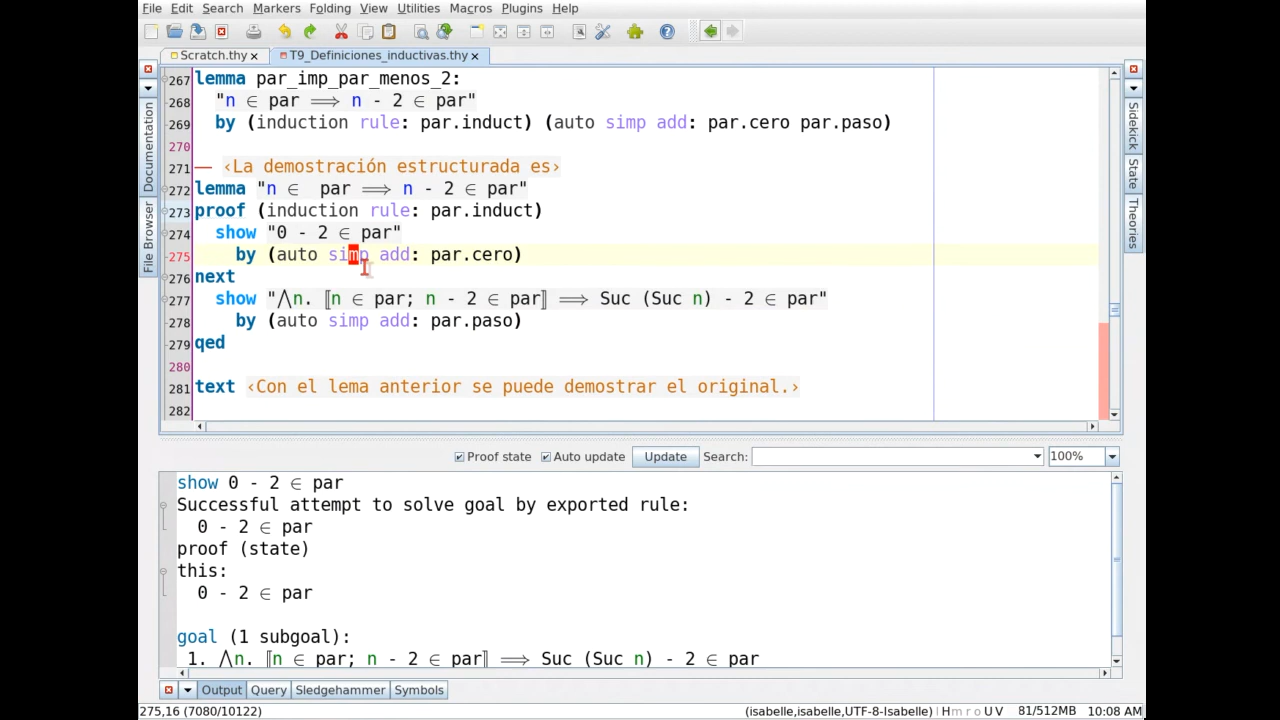 File Edit Search Markers Folding View Utilities Macros Plugins Help
Scratch.thy
T9_Definiciones_inductivas.thy
267 lemma par_imp_par_menos_2:
268 "n ∈ par ⟹ n - 2 ∈ par"
269 by (induction rule: par.induct) (auto simp add: par.cero par.paso)
270
271 — ‹La demostración estructurada es›
272 lemma "n ∈  par ⟹ n - 2 ∈ par"
273 proof (induction rule: par.induct)
274 show "0 - 2 ∈ par"
275 by (auto simp add: par.cero)
276 next
277 show "⋀n. ⟦n ∈ par; n - 2 ∈ par⟧ ⟹ Suc (Suc n) - 2 ∈ par"
278 by (auto simp add: par.paso)
279 qed
280
281 text ‹Con el lema anterior se puede demostrar el original.›
282
Documentation
File Browser
Sidekick
State
Theories
Proof state Auto update Update Search: 100%
show 0 - 2 ∈ par
Successful attempt to solve goal by exported rule:
0 - 2 ∈ par
proof (state)
this:
0 - 2 ∈ par
goal (1 subgoal):
1. ⋀n. ⟦n ∈ par; n - 2 ∈ par⟧ ⟹ Suc (Suc n) - 2 ∈ par
Output Query Sledgehammer Symbols
275,16 (7080/10122)
(isabelle,isabelle,UTF-8-Isabelle) | H m r o U V 81/512MB 10:08 AM